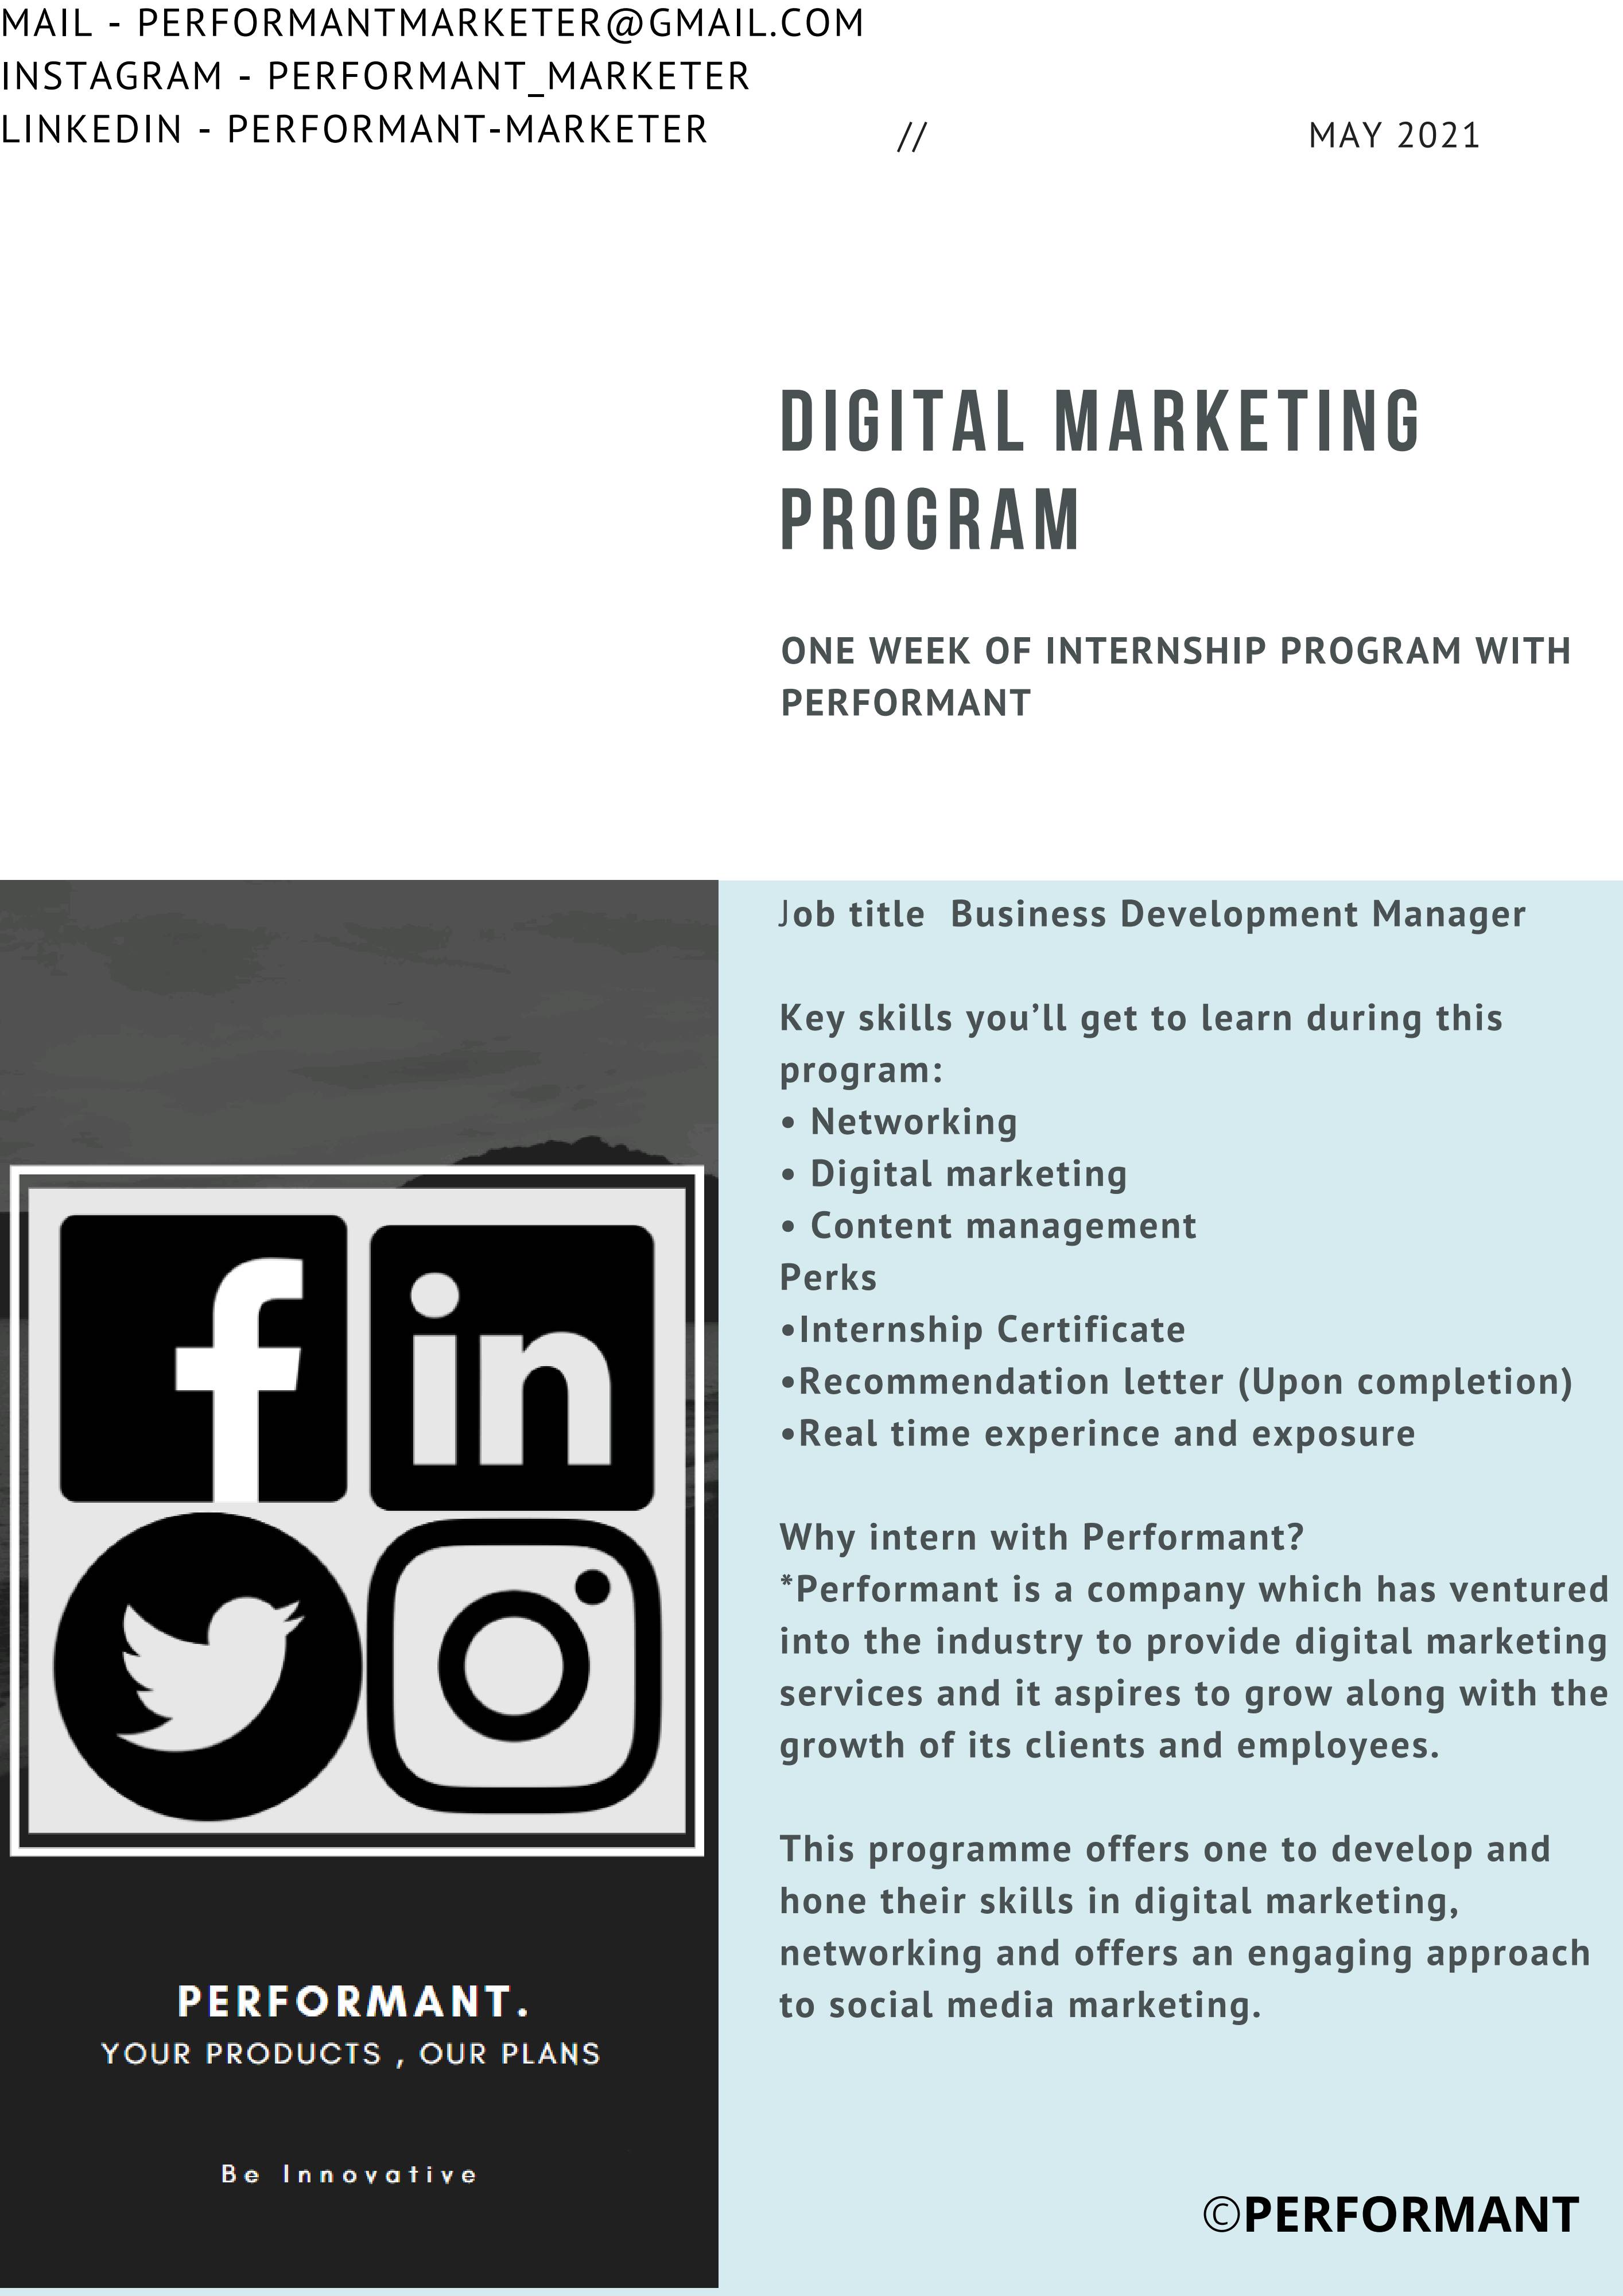 MAIL - PERFORMANTMARKETER@GMAIL.COM
INSTAGRAM - PERFORMANT_MARKETER
LINKEDIN - PERFORMANT-MARKETER
//
MAY 2021
DIGITAL MARKETING
PROGRAM
ONE WEEK OF INTERNSHIP PROGRAM WITH
PERFORMANT
Job title  Business Development Manager
Key skills you’ll get to learn during this
program:
• Networking
• Digital marketing
• Content management
Perks
•Internship Certificate
•Recommendation letter (Upon completion)
•Real time experince and exposure
Why intern with Performant?
*Performant is a company which has ventured
into the industry to provide digital marketing
services and it aspires to grow along with the
growth of its clients and employees.
This programme offers one to develop and
hone their skills in digital marketing,
networking and offers an engaging approach
to social media marketing.
f
in
PERFORMANT.
YOUR PRODUCTS , OUR PLANS
Be Innovative
©PERFORMANT